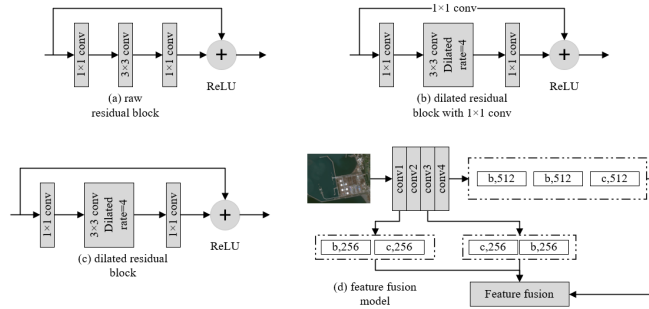 1×1 conv
3×3 conv
1×1 conv
+
ReLU
(a) raw
residual block
1×1 conv
1×1 conv
3×3 conv
Dilated
rate=4
1×1 conv
+
ReLU
(b) dilated residual
block with 1×1 conv
1×1 conv
3×3 conv
Dilated
rate=4
1×1 conv
+
ReLU
(c) dilated residual
block
conv1
conv2
conv3
conv4
b,512
b,512
c,512
b,256
c,256
c,256
b,256
(d) feature fusion
model
Feature fusion